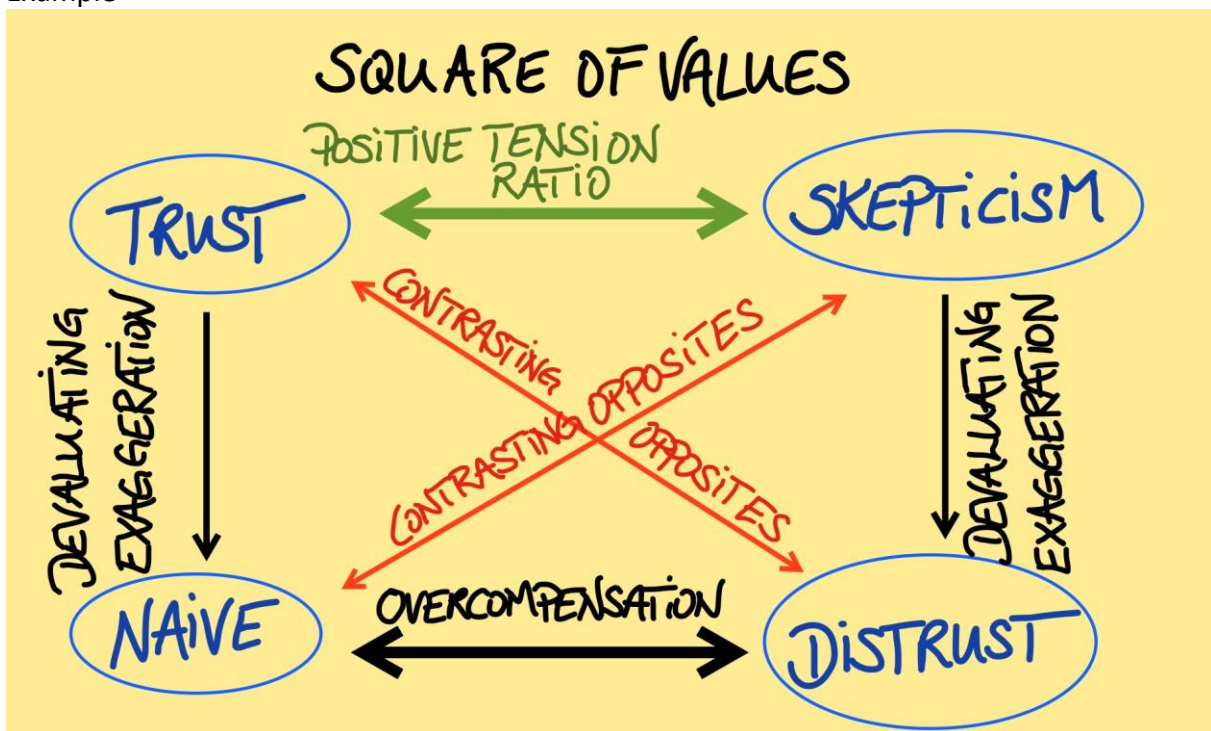 SQUARE OF VALUES
POSITIVE TENSION
RATIO
TRUST
SKEPTICISM
CONTRASTING OPPOSITES
CONTRASTING OPPOSITES
DEVALUATING
EXAGGERATION
DEVALUATING
EXAGGERATION
OVERCOMPENSATION
NAIVE
DISTRUST